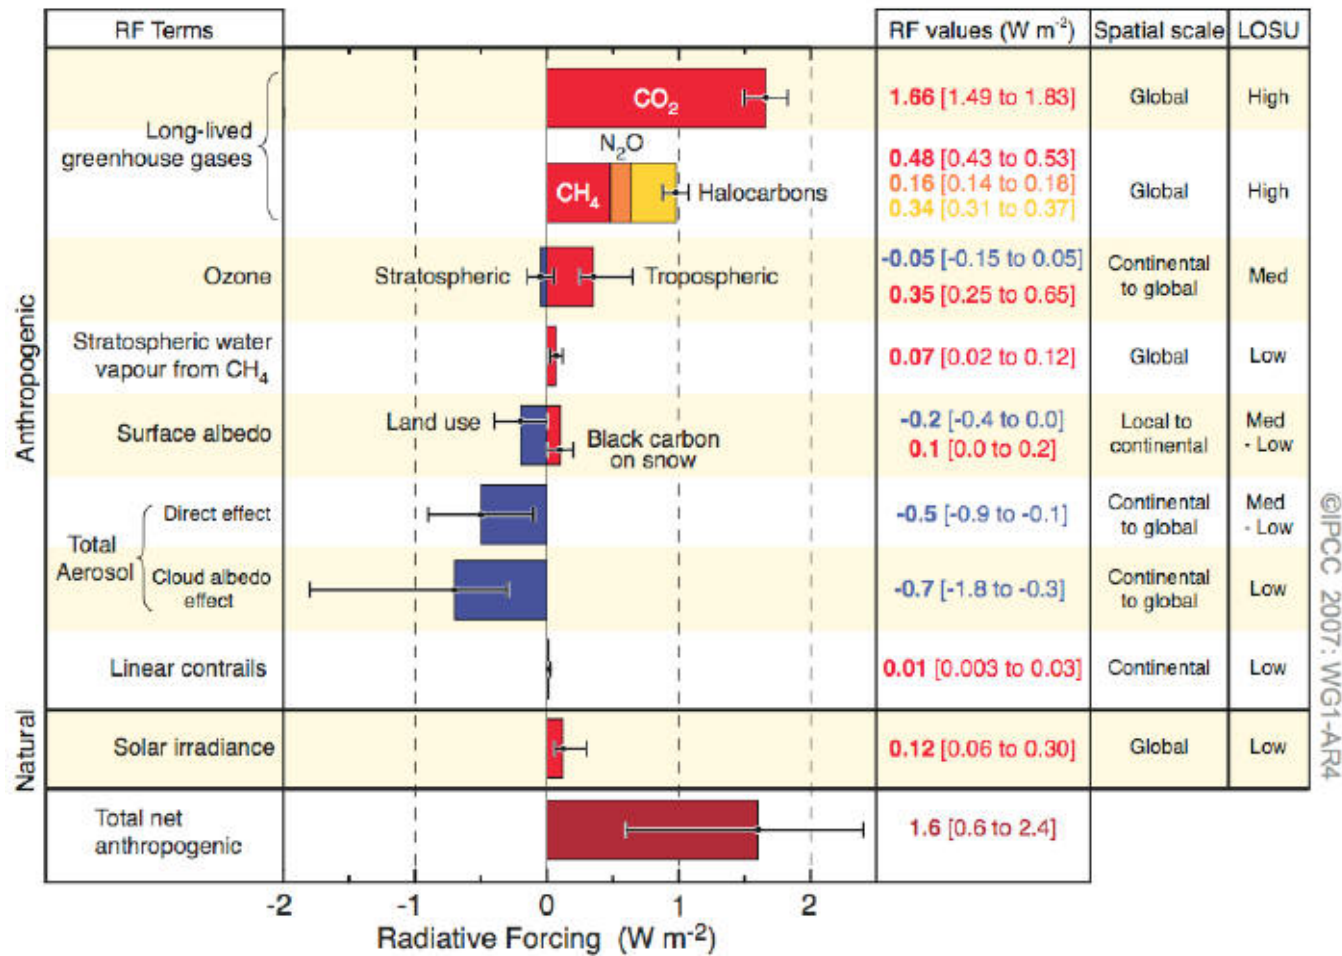 RF Terms
RF values (W m⁻²)
Spatial scale
LOSU
Anthropogenic
Long-lived
greenhouse gases
CO₂
1.66 [1.49 to 1.83]
Global
High
N₂O
CH₄
Halocarbons
0.48 [0.43 to 0.53]
0.16 [0.14 to 0.18]
0.34 [0.31 to 0.37]
Global
High
Ozone
Stratospheric
Tropospheric
-0.05 [-0.15 to 0.05]
0.35 [0.25 to 0.65]
Continental
to global
Med
Stratospheric water
vapour from CH₄
0.07 [0.02 to 0.12]
Global
Low
Surface albedo
Land use
Black carbon
on snow
-0.2 [-0.4 to 0.0]
0.1 [0.0 to 0.2]
Local to
continental
Med
- Low
Total
Aerosol
Direct effect
-0.5 [-0.9 to -0.1]
Continental
to global
Med
- Low
Cloud albedo
effect
-0.7 [-1.8 to -0.3]
Continental
to global
Low
Linear contrails
0.01 [0.003 to 0.03]
Continental
Low
Natural
Solar irradiance
0.12 [0.06 to 0.30]
Global
Low
Total net
anthropogenic
1.6 [0.6 to 2.4]
-2 -1 0 1 2
Radiative Forcing (W m⁻²)
©IPCC 2007: WG1-AR4